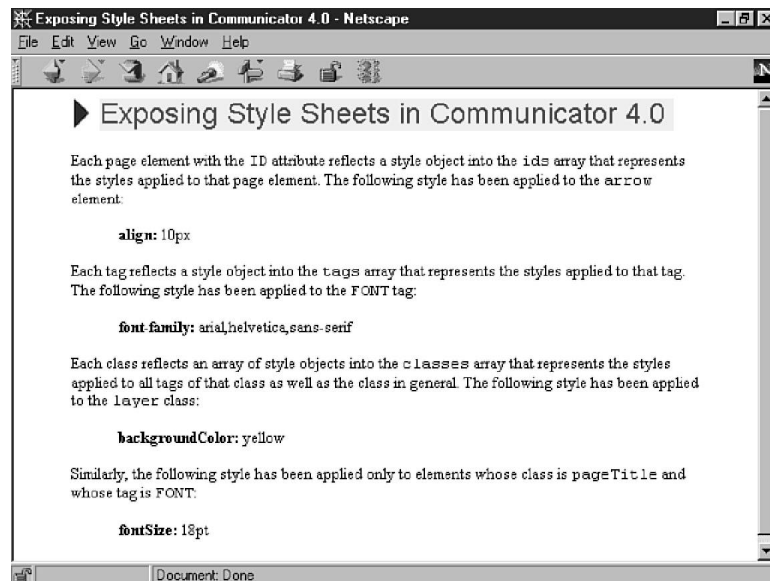 Exposing Style Sheets in Communicator 4.0 - Netscape
File Edit View Go Window Help
N
Exposing Style Sheets in Communicator 4.0
Each page element with the ID attribute reflects a style object into the ids array that represents
the styles applied to that page element. The following style has been applied to the arrow
element:
align: 10px
Each tag reflects a style object into the tags array that represents the styles applied to that tag.
The following style has been applied to the FONT tag:
font-family: arial,helvetica,sans-serif
Each class reflects an array of style objects into the classes array that represents the styles
applied to all tags of that class as well as the class in general. The following style has been applied
to the layer class:
backgroundColor: yellow
Similarly, the following style has been applied only to elements whose class is pageTitle and
whose tag is FONT:
fontSize: 18pt
Document: Done